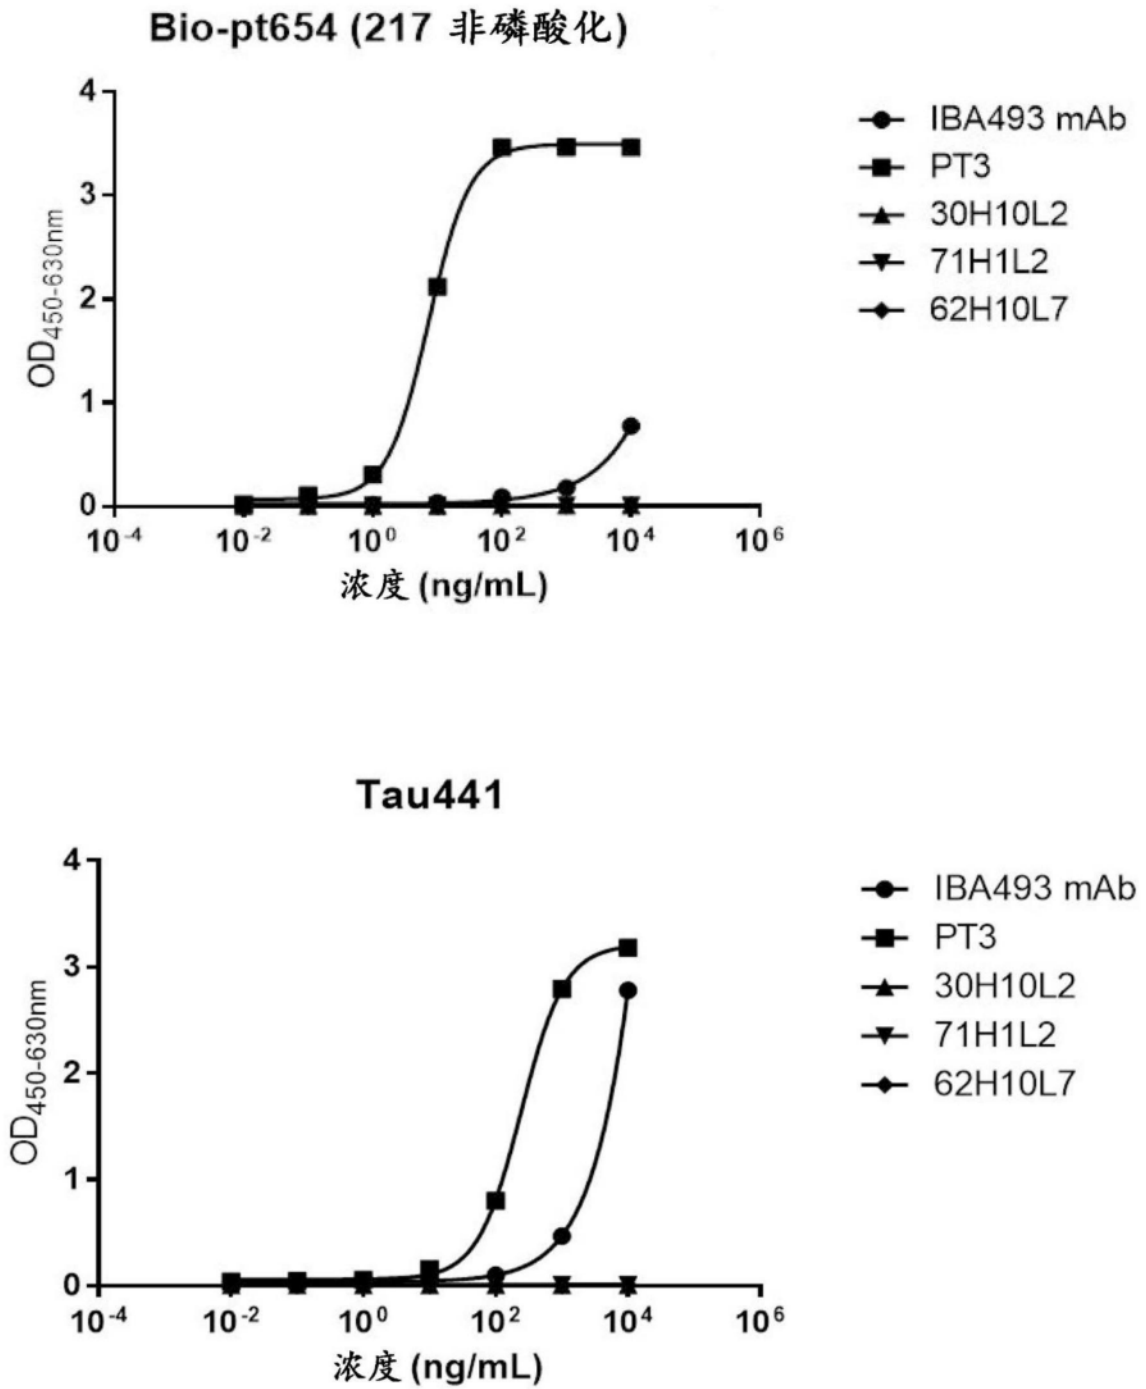 Bio-pt654 (217 非磷酸化)
4
3
2
1
0
OD450-630nm
10-4
10-2
100
102
104
106
浓度 (ng/mL)
IBA493 mAb
PT3
30H10L2
71H1L2
62H10L7
Tau441
4
3
2
1
0
OD450-630nm
10-4
10-2
100
102
104
106
浓度 (ng/mL)
IBA493 mAb
PT3
30H10L2
71H1L2
62H10L7